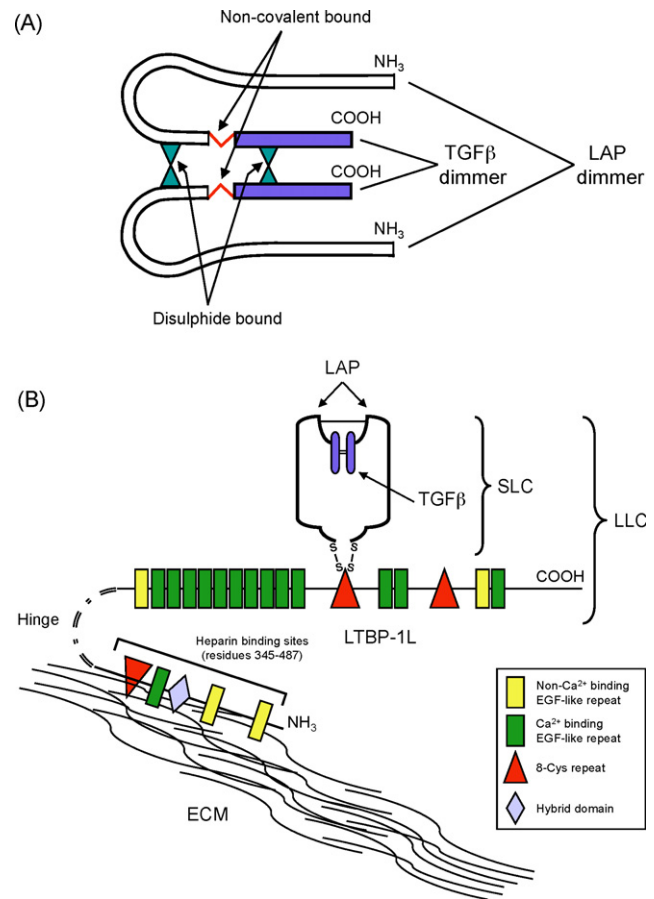 (A)
Non-covalent bound
NH3
COOH
COOH
TGFβ
dimmer
LAP
dimmer
NH3
Disulphide bound
(B)
LAP
TGFβ
SLC
LLC
S S
S S
COOH
LTBP-1L
Hinge
Heparin binding sites
(residues 345-487)
NH3
ECM
Non-Ca2+ binding
EGF-like repeat
Ca2+ binding
EGF-like repeat
8-Cys repeat
Hybrid domain